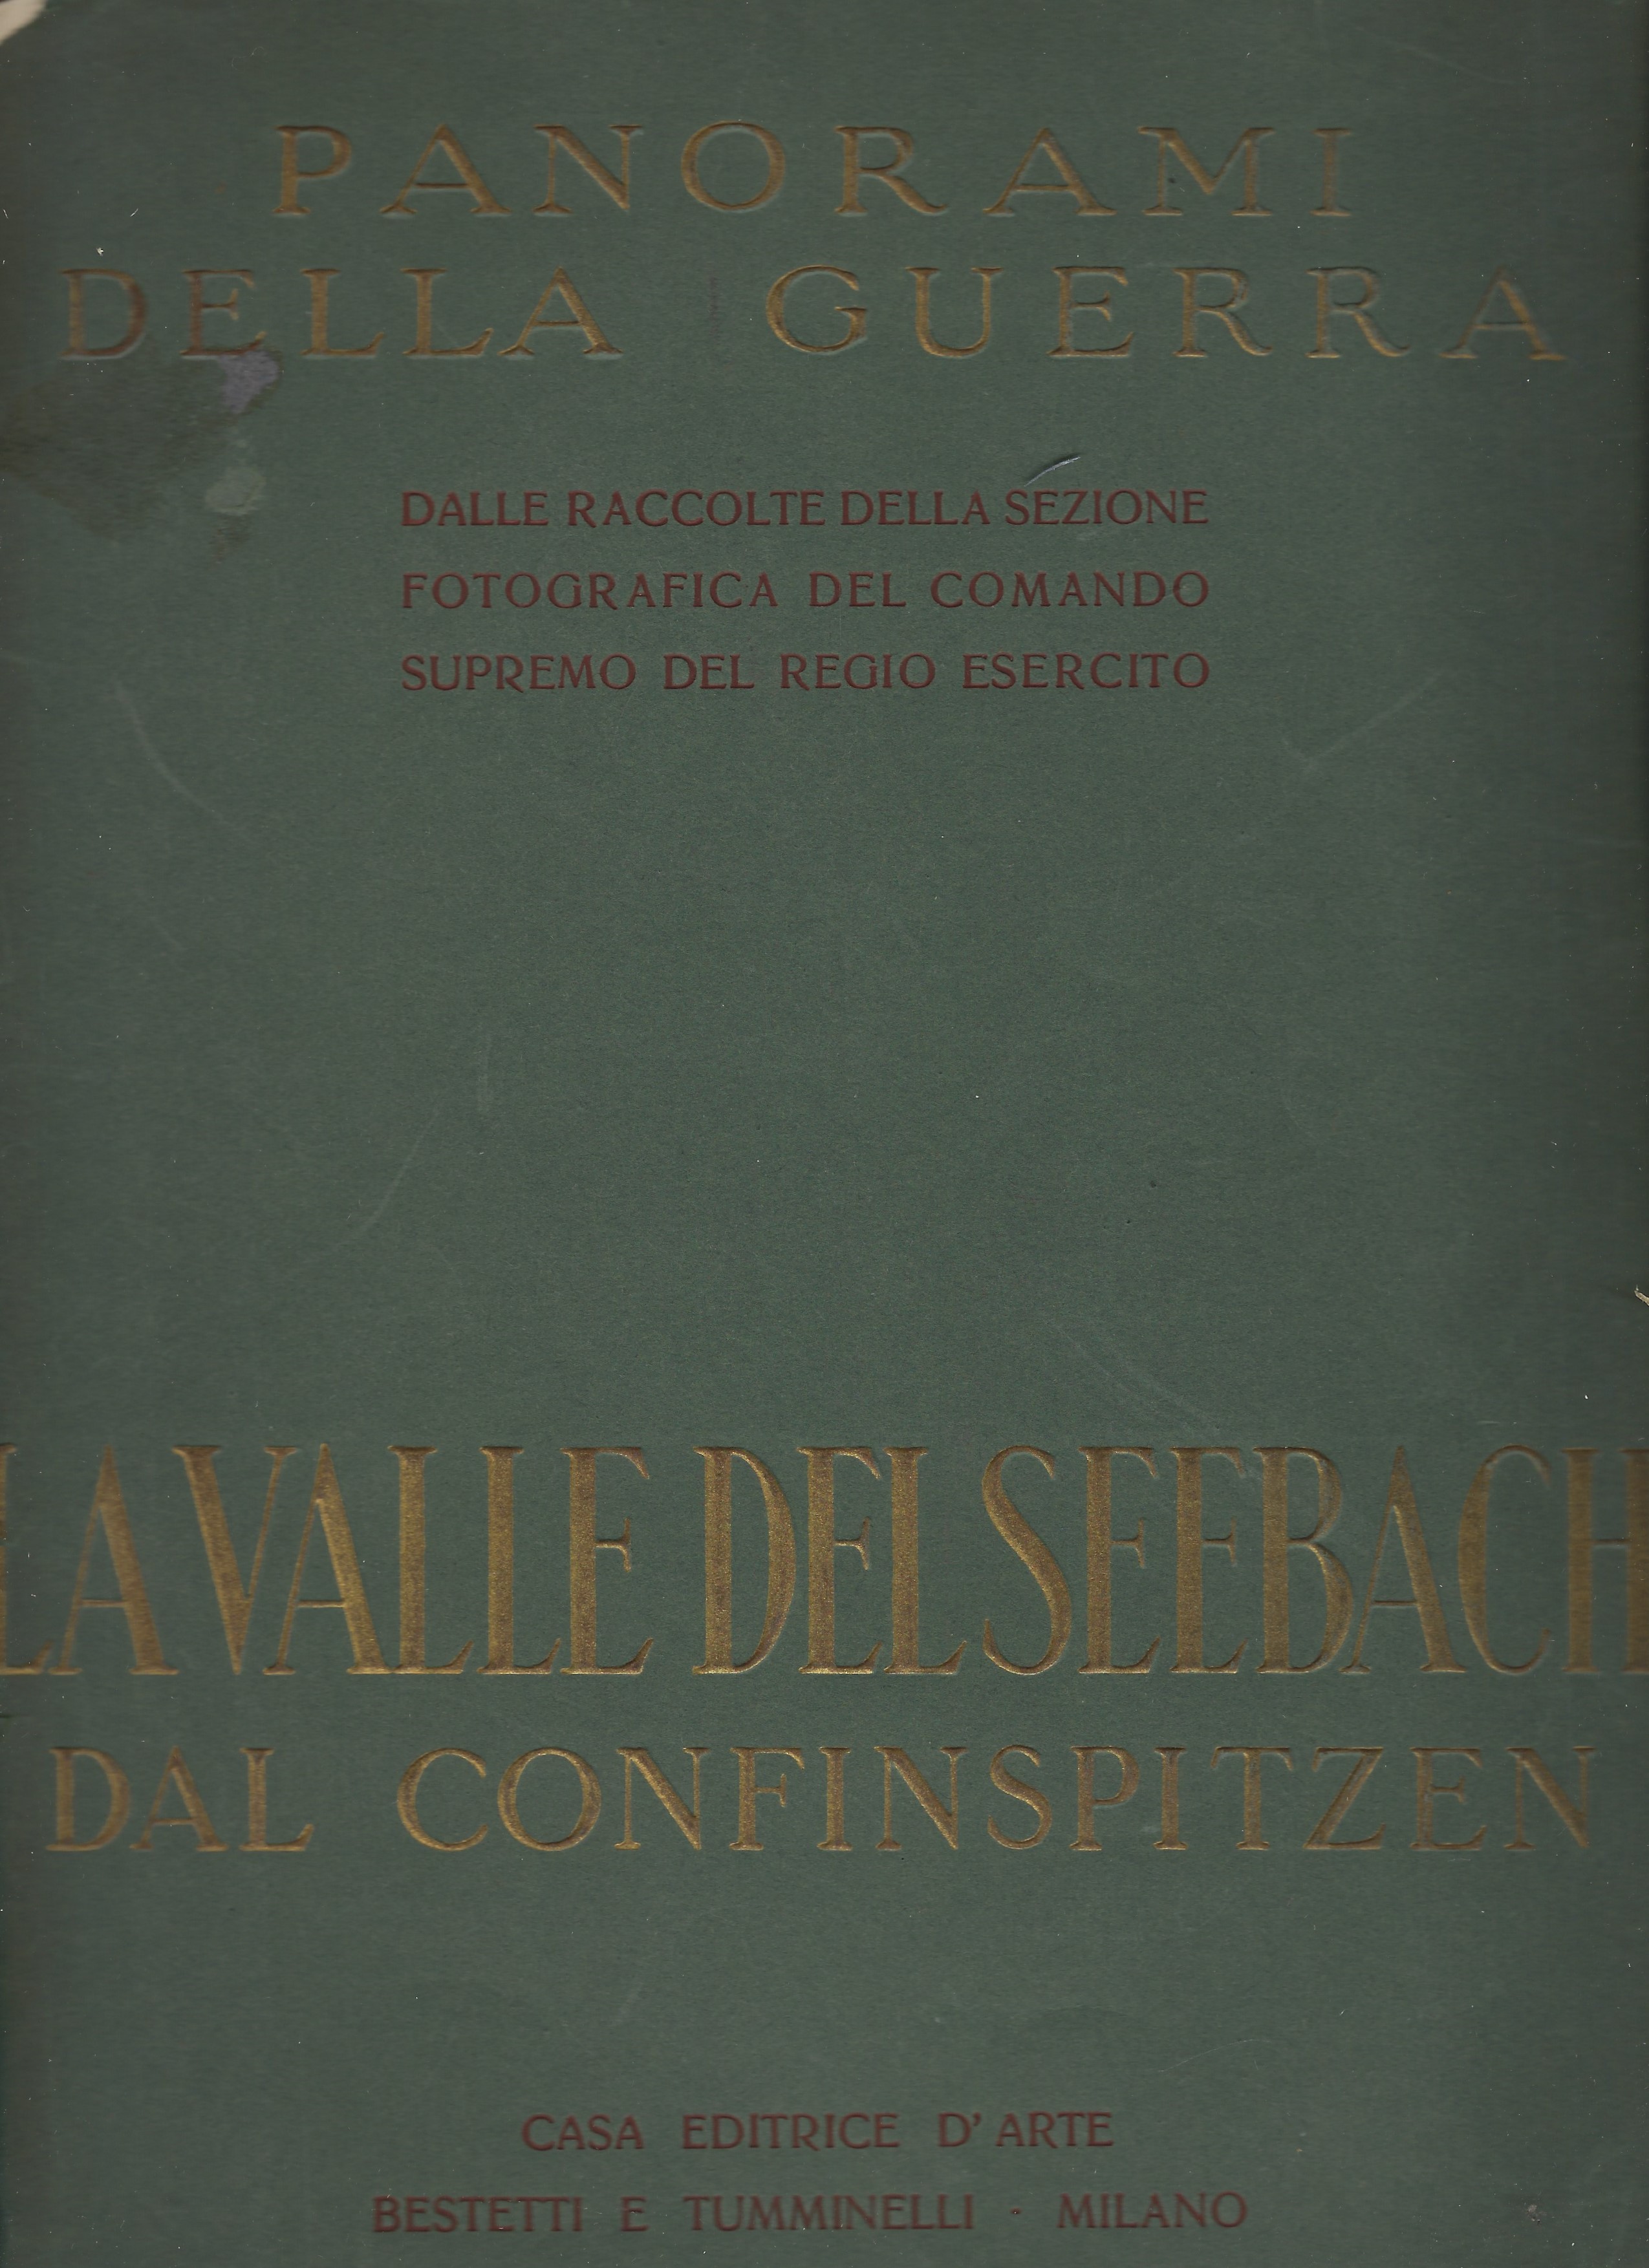 PANORAMI
DELLA GUERRA
DALLE RACCOLTE DELLA SEZIONE
FOTOGRAFICA DEL COMANDO
SUPREMO DEL REGIO ESERCITO
LA VALLE DEL SEEBACH
DAL CONFINSPITZEN
CASA EDITRICE D'ARTE
BESTETTI E TUMMINELLI · MILANO